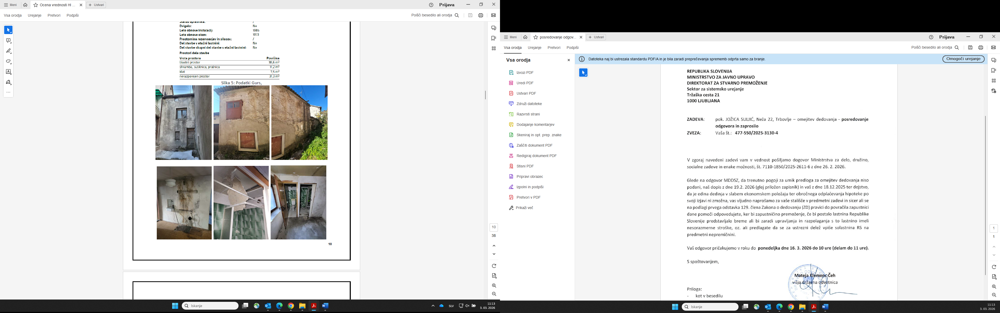 Meni
Ocena vrednosti HI ...
Ustvari
Prijava
Vsa orodja
Urejanje
Pretvori
Podpiši
Poišči besedilo ali orodja
Status upravnika: /
Dvigalo: Ne
Leto obnove instalacij: 1985
Leto obnove oken: 1973
Prostornina rezervoarjev in silosov: /
Del stavbe v etažni lastnini: Ne
Del stavbe skupni del stavbe v etažni lastnini: Ne
Prostori dela stavbe
Vrsta prostora Površina
bivalni prostor 38,6 m²
shramba, sušilnica, pralnica 11,2 m²
klet 7,5 m²
nerazporejen prostor 31,3 m²
Slika 5: Podatki Gurs,
10
10
38
Iskanje
SLV
11:13
3. 03. 2026
Meni
posredovanje odgov...
Ustvari
Prijava
Vsa orodja
Urejanje
Pretvori
Podpiši
Poišči besedilo ali orodja
Vsa orodja
Izvozi PDF
Uredi PDF
Ustvari PDF
Združi datoteke
Razvrsti strani
Dodajanje komentarjev
Skeniraj in opt. prep. znake
Zaščiti dokument PDF
Redigiraj dokument PDF
Stisni PDF
Pripravi obrazec
Izpolni in podpiši
Pretvori v PDF
Prikaži več
Datoteka naj bi ustrezala standardu PDF/A in je bila zaradi preprečevanja sprememb odprta samo za branje.
Omogoči urejanje
REPUBLIKA SLOVENIJA
MINISTRSTVO ZA JAVNO UPRAVO
DIREKTORAT ZA STVARNO PREMOŽENJE
Sektor za sistemsko urejanje
Tržaška cesta 21
1000 LJUBLJANA
ZADEVA: pok. JOŽICA SULJIĆ, Neža 22, Trbovlje – omejitev dedovanja - posredovanje
odgovora in zaprosilo
ZVEZA: Vaša št.: 477-550/2025-3130-4
V zgoraj navedeni zadevi vam v vednost pošiljamo dogovor Ministrstva za delo, družino,
socialne zadeve in enake možnosti, št. 7110-1850/2025-2611-6 z dne 26. 2. 2026.
Glede na odgovor MDDSZ, da trenutno pogoji za umik predloga za omejitev dedovanja niso
podani, naš dopis z dne 19.2. 2026 (glej priložen zapisnik) in vaš z dne 18.12.2025 ter dejstvo,
da je edina dedinja v slabem ekonomskem položaju ter obročnega odplačevanja hipoteke po
svoji izjavi ni zmožna, vas vljudno naprošamo za vaše stališče v predmetni zadevi in sicer ali se
na podlagi prvega odstavka 129. člena Zakona o dedovanju (ZD) pravici do povračila zapustnici
dane pomoči odpovedujete, ker bi zapustničino premoženje, če bi postalo lastnina Republike
Slovenije predstavljalo breme ali bi zaradi upravljanja in razpolaganja s to lastnino imeli
nesorazmerne stroške, oz. ali predlagate da se za ustrezni delež vpiše solastnina RS na
predmetni nepremičnini.
Vaš odgovor pričakujemo v roku do ponedeljka dne 16. 3. 2026 do 10 ure (delam do 11 ure).
S spoštovanjem,
Mateja Klemenc Čeh
višja državna odvetnica
Priloga:
- kot v besedilu
1
1
Iskanje
11:13
3. 03. 2026